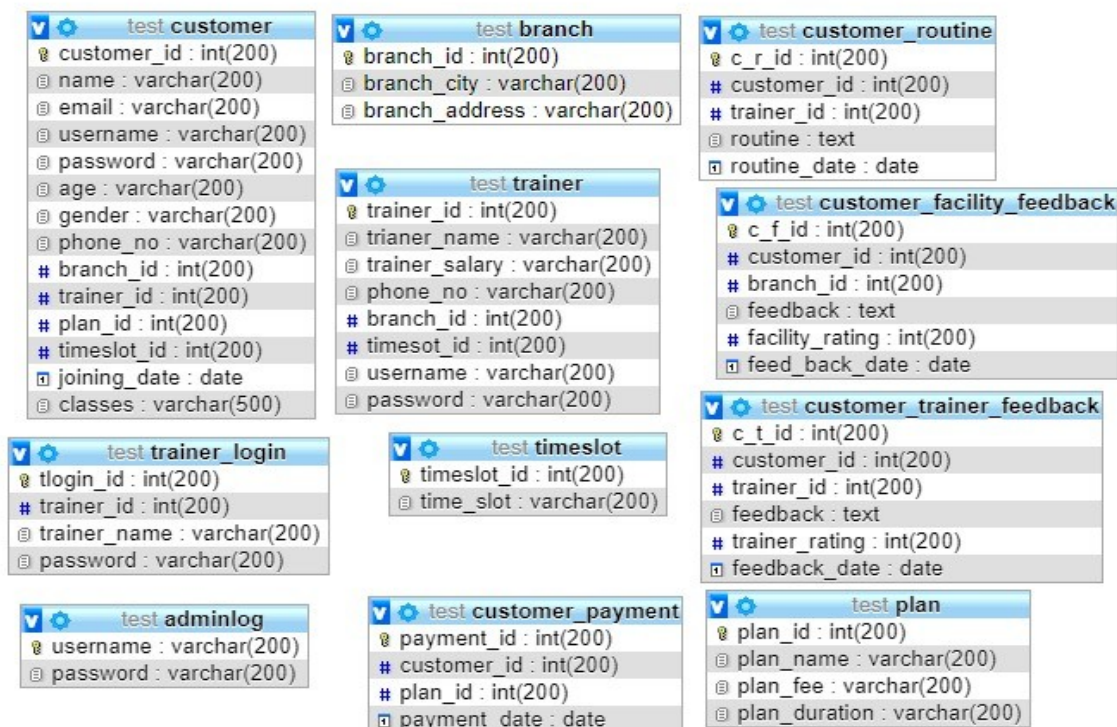 test customer
customer_id : int(200)
name : varchar(200)
email : varchar(200)
username : varchar(200)
password : varchar(200)
age : varchar(200)
gender : varchar(200)
phone_no : varchar(200)
branch_id : int(200)
trainer_id : int(200)
plan_id : int(200)
timeslot_id : int(200)
joining_date : date
classes : varchar(500)
test branch
branch_id : int(200)
branch_city : varchar(200)
branch_address : varchar(200)
test customer_routine
c_r_id : int(200)
customer_id : int(200)
trainer_id : int(200)
routine : text
routine_date : date
test trainer
trainer_id : int(200)
trianer_name : varchar(200)
trainer_salary : varchar(200)
phone_no : varchar(200)
branch_id : int(200)
timesot_id : int(200)
username : varchar(200)
password : varchar(200)
test customer_facility_feedback
c_f_id : int(200)
customer_id : int(200)
branch_id : int(200)
feedback : text
facility_rating : int(200)
feed_back_date : date
test trainer_login
tlogin_id : int(200)
trainer_id : int(200)
trainer_name : varchar(200)
password : varchar(200)
test timeslot
timeslot_id : int(200)
time_slot : varchar(200)
test customer_trainer_feedback
c_t_id : int(200)
customer_id : int(200)
trainer_id : int(200)
feedback : text
trainer_rating : int(200)
feedback_date : date
test adminlog
username : varchar(200)
password : varchar(200)
test customer_payment
payment_id : int(200)
customer_id : int(200)
plan_id : int(200)
payment_date : date
test plan
plan_id : int(200)
plan_name : varchar(200)
plan_fee : varchar(200)
plan_duration : varchar(200)